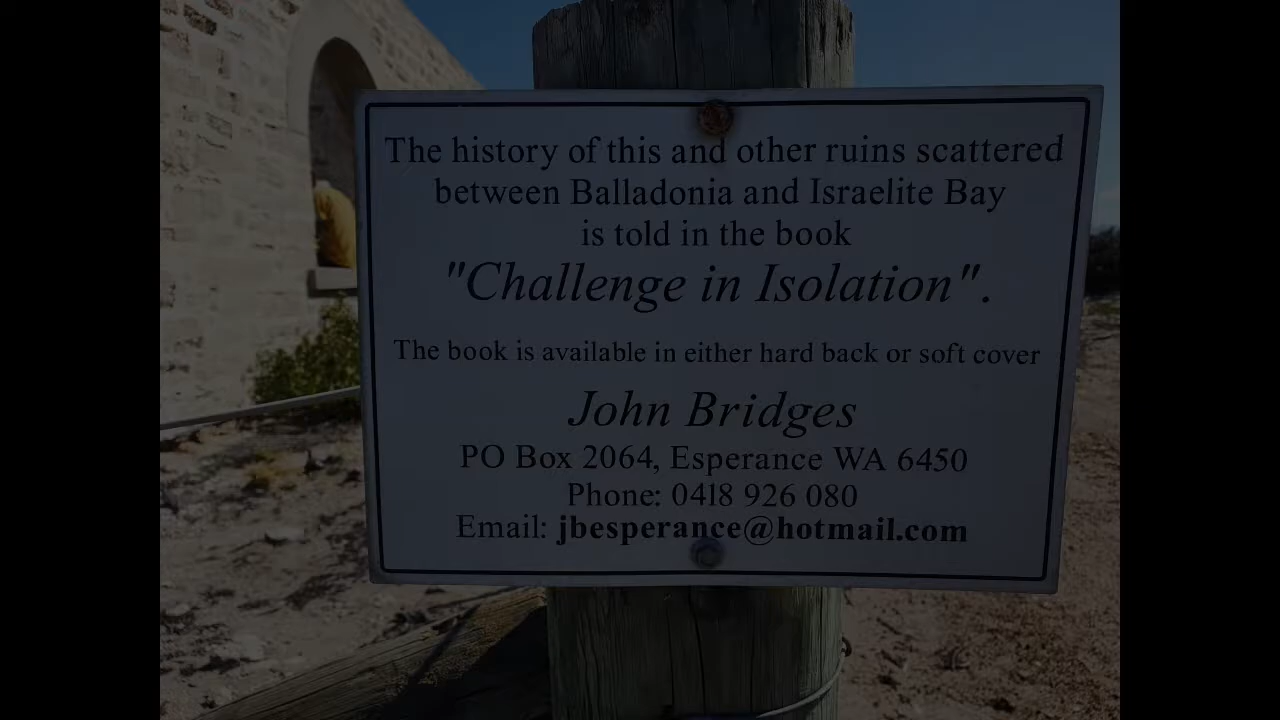 The history of this and other ruins scattered
between Balladonia and Israelite Bay
is told in the book
"Challenge in Isolation".
The book is available in either hard back or soft cover
John Bridges
PO Box 2064, Esperance WA 6450
Phone: 0418 926 080
Email: jbesperance@hotmail.com